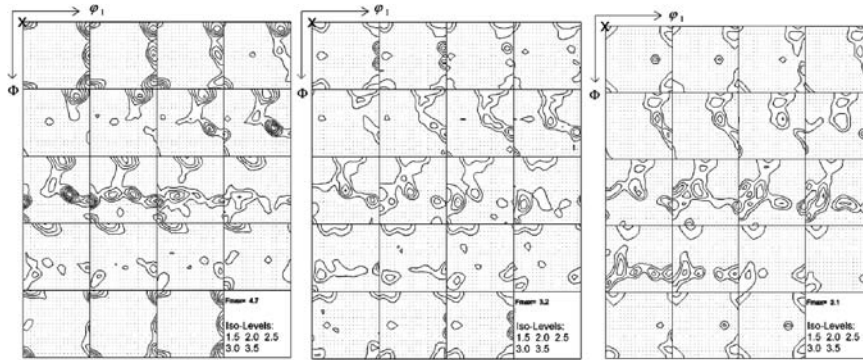 X φ₁
Φ
Fmax= 4.7
Iso-Levels:
1.5 2.0 2.5
3.0 3.5
X φ₁
Φ
Fmax= 3.2
Iso-Levels:
1.5 2.0 2.5
3.0 3.5
X φ₁
Φ
Fmax= 3.1
Iso-Levels:
1.5 2.0 2.5
3.0 3.5